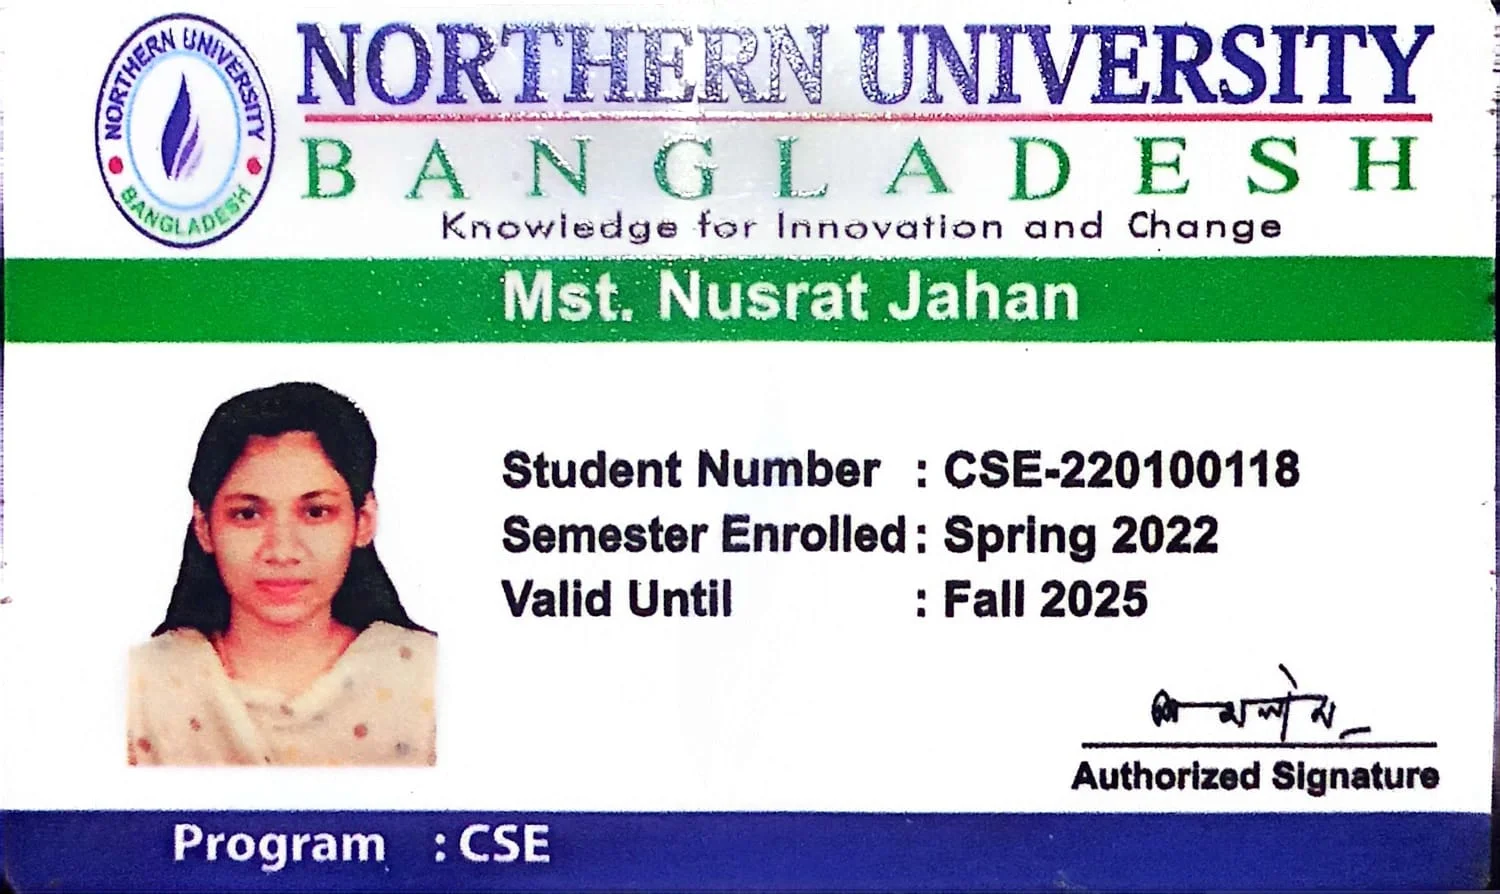 NORTHERN UNIVERSITY
BANGLADESH
NORTHERN UNIVERSITY
BANGLADESH
Knowledge for Innovation and Change
Mst. Nusrat Jahan
Student Number : CSE-220100118
Semester Enrolled : Spring 2022
Valid Until : Fall 2025
Authorized Signature
Program : CSE